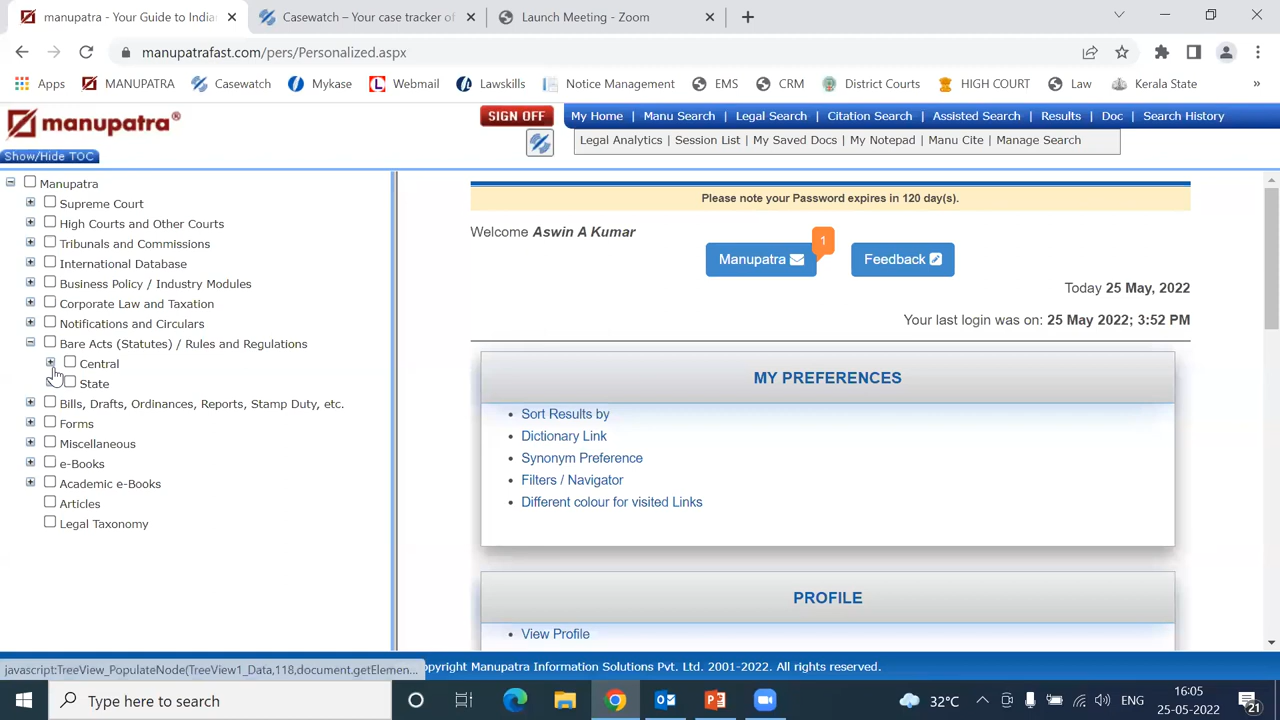 manupatra - Your Guide to India
Casewatch – Your case tracker of
Launch Meeting - Zoom
manupatrafast.com/pers/Personalized.aspx
Apps
MANUPATRA
Casewatch
Mykase
Webmail
Lawskills
Notice Management
EMS
CRM
District Courts
HIGH COURT
Law
Kerala State
»
manupatra®
SIGN OFF
My Home | Manu Search | Legal Search | Citation Search | Assisted Search | Results | Doc | Search History
Legal Analytics | Session List | My Saved Docs | My Notepad | Manu Cite | Manage Search
Show/Hide TOC
Manupatra
Supreme Court
High Courts and Other Courts
Tribunals and Commissions
International Database
Business Policy / Industry Modules
Corporate Law and Taxation
Notifications and Circulars
Bare Acts (Statutes) / Rules and Regulations
Central
State
Bills, Drafts, Ordinances, Reports, Stamp Duty, etc.
Forms
Miscellaneous
e-Books
Academic e-Books
Articles
Legal Taxonomy
Please note your Password expires in 120 day(s).
Welcome Aswin A Kumar
Manupatra
1
Feedback
Today 25 May, 2022
Your last login was on: 25 May 2022; 3:52 PM
MY PREFERENCES
• Sort Results by
• Dictionary Link
• Synonym Preference
• Filters / Navigator
• Different colour for visited Links
PROFILE
• View Profile
javascript:TreeView_PopulateNode(TreeView1_Data,118,document.getElemen...
opyright Manupatra Information Solutions Pvt. Ltd. 2001-2022. All rights reserved.
Type here to search
32°C
ENG
16:05
25-05-2022
21